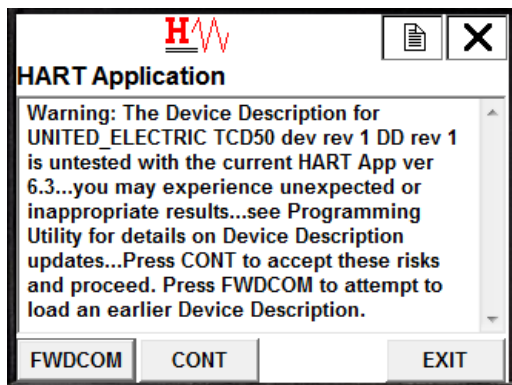 H
HART Application
Warning: The Device Description for
UNITED_ELECTRIC TCD50 dev rev 1 DD rev 1
is untested with the current HART App ver
6.3...you may experience unexpected or
inappropriate results...see Programming
Utility for details on Device Description
updates...Press CONT to accept these risks
and proceed. Press FWDCOM to attempt to
load an earlier Device Description.
FWDCOM CONT EXIT